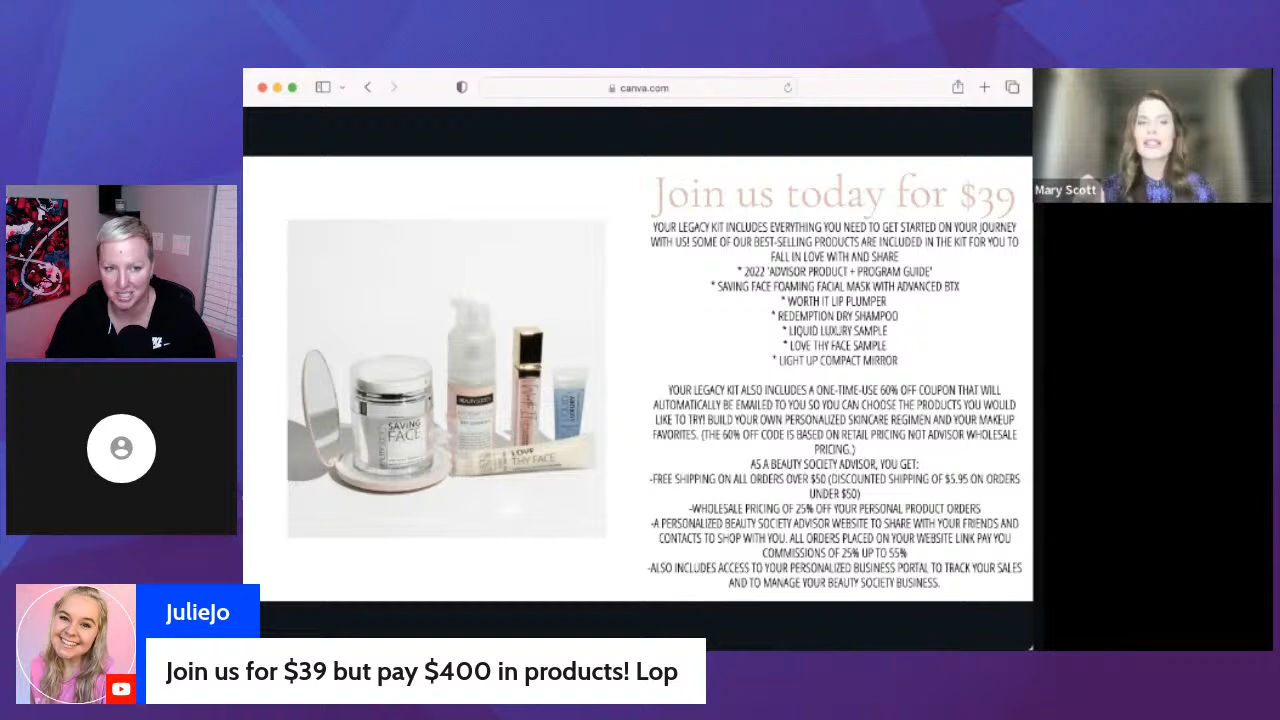 canva.com
Mary Scott
Join us today for $39
YOUR LEGACY KIT INCLUDES EVERYTHING YOU NEED TO GET STARTED ON YOUR JOURNEY
WITH US! SOME OF OUR BEST-SELLING PRODUCTS ARE INCLUDED IN THE KIT FOR YOU TO
FALL IN LOVE WITH AND SHARE
* 2022 'ADVISOR PRODUCT + PROGRAM GUIDE'
* SAVING FACE FOAMING FACIAL MASK WITH ADVANCED BTX
* WORTH IT LIP PLUMPER
* REDEMPTION DRY SHAMPOO
* LIQUID LUXURY SAMPLE
* LOVE THY FACE SAMPLE
* LIGHT UP COMPACT MIRROR
YOUR LEGACY KIT ALSO INCLUDES A ONE-TIME-USE 60% OFF COUPON THAT WILL
AUTOMATICALLY BE EMAILED TO YOU SO YOU CAN CHOOSE THE PRODUCTS YOU WOULD
LIKE TO TRY! BUILD YOUR OWN PERSONALIZED SKINCARE REGIMEN AND YOUR MAKEUP
FAVORITES. (THE 60% OFF CODE IS BASED ON RETAIL PRICING NOT ADVISOR WHOLESALE
PRICING.)
AS A BEAUTY SOCIETY ADVISOR, YOU GET:
-FREE SHIPPING ON ALL ORDERS OVER $50 (DISCOUNTED SHIPPING OF $5.95 ON ORDERS
UNDER $50)
-WHOLESALE PRICING OF 25% OFF YOUR PERSONAL PRODUCT ORDERS
-A PERSONALIZED BEAUTY SOCIETY ADVISOR WEBSITE TO SHARE WITH YOUR FRIENDS AND
CONTACTS TO SHOP WITH YOU. ALL ORDERS PLACED ON YOUR WEBSITE LINK PAY YOU
COMMISSIONS OF 25% UP TO 55%
-ALSO INCLUDES ACCESS TO YOUR PERSONALIZED BUSINESS PORTAL TO TRACK YOUR SALES
AND TO MANAGE YOUR BEAUTY SOCIETY BUSINESS.
SAVING
FACE
BEAUTY SOCIETY
LUXURY
LOVE
THY FACE
JulieJo
Join us for $39 but pay $400 in products! Lop